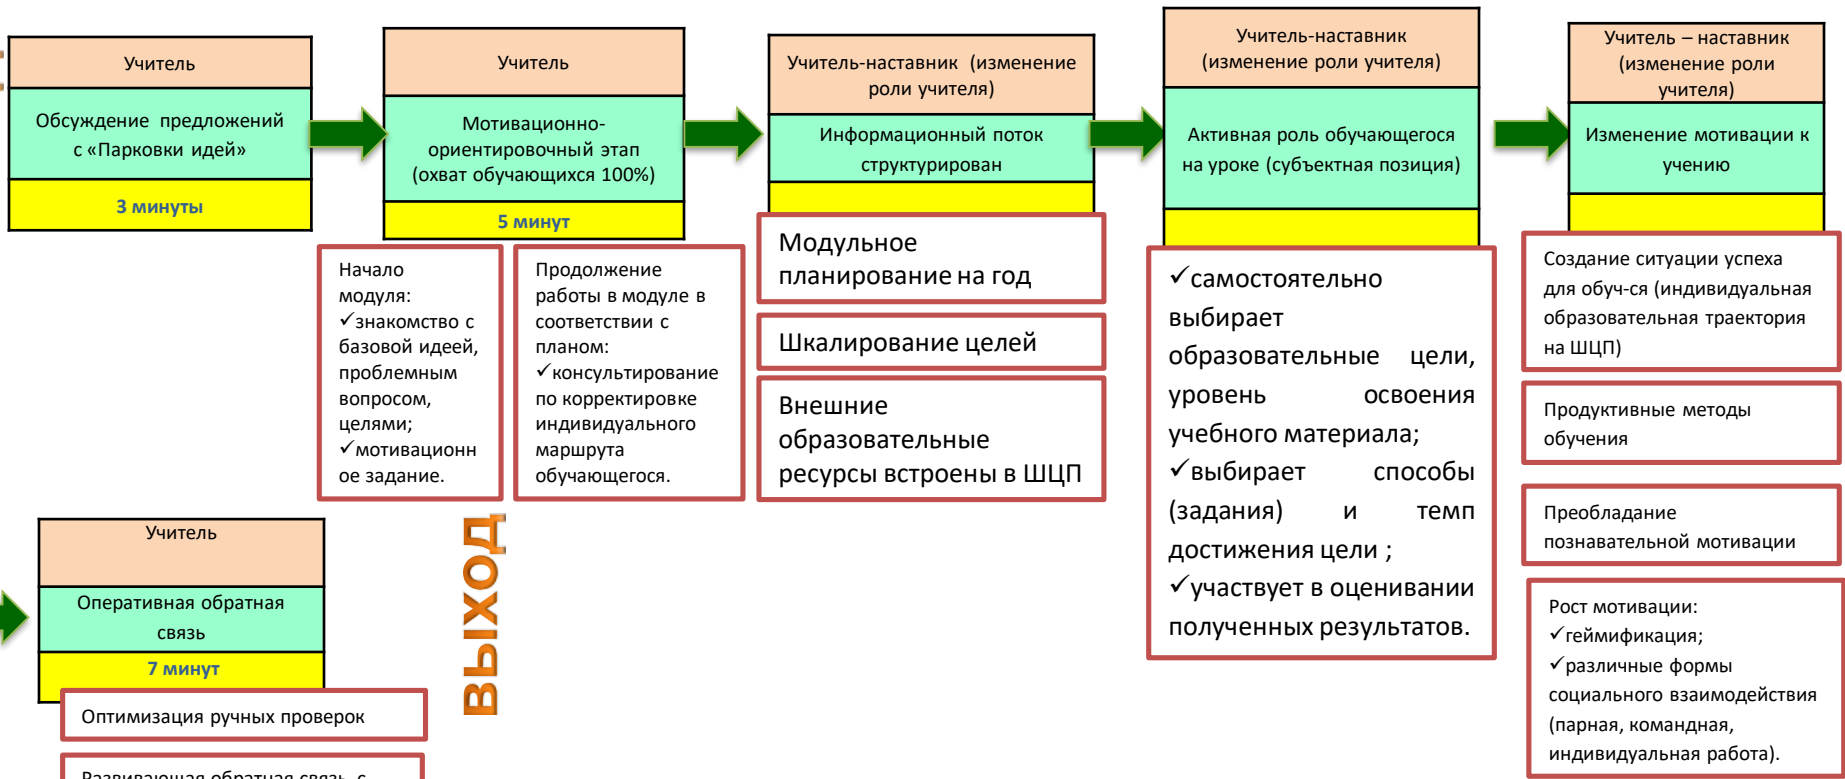 Учитель
Обсуждение предложений
с «Парковки идей»
3 минуты
Учитель
Мотивационно-
ориентировочный этап
(охват обучающихся 100%)
5 минут
Начало
модуля:
✓знакомство с
базовой идеей,
проблемным
вопросом,
целями;
✓мотивационн
ое задание.
Продолжение
работы в модуле в
соответствии с
планом:
✓консультирование
по корректировке
индивидуального
маршрута
обучающегося.
Учитель-наставник (изменение
роли учителя)
Информационный поток
структурирован
Модульное
планирование на год
Шкалирование целей
Внешние
образовательные
ресурсы встроены в ШЦП
Учитель-наставник
(изменение роли учителя)
Активная роль обучающегося
на уроке (субъектная позиция)
✓самостоятельно
выбирает
образовательные цели,
уровень освоения
учебного материала;
✓выбирает способы
(задания) и темп
достижения цели ;
✓участвует в оценивании
полученных результатов.
Учитель – наставник
(изменение роли
учителя)
Изменение мотивации к
учению
Создание ситуации успеха
для обуч-ся (индивидуальная
образовательная траектория
на ШЦП)
Продуктивные методы
обучения
Преобладание
познавательной мотивации
Рост мотивации:
✓геймификация;
✓различные формы
социального взаимодействия
(парная, командная,
индивидуальная работа).
Учитель
Оперативная обратная
связь
7 минут
Оптимизация ручных проверок
Развивающая обратная связь с
ВЫХОД